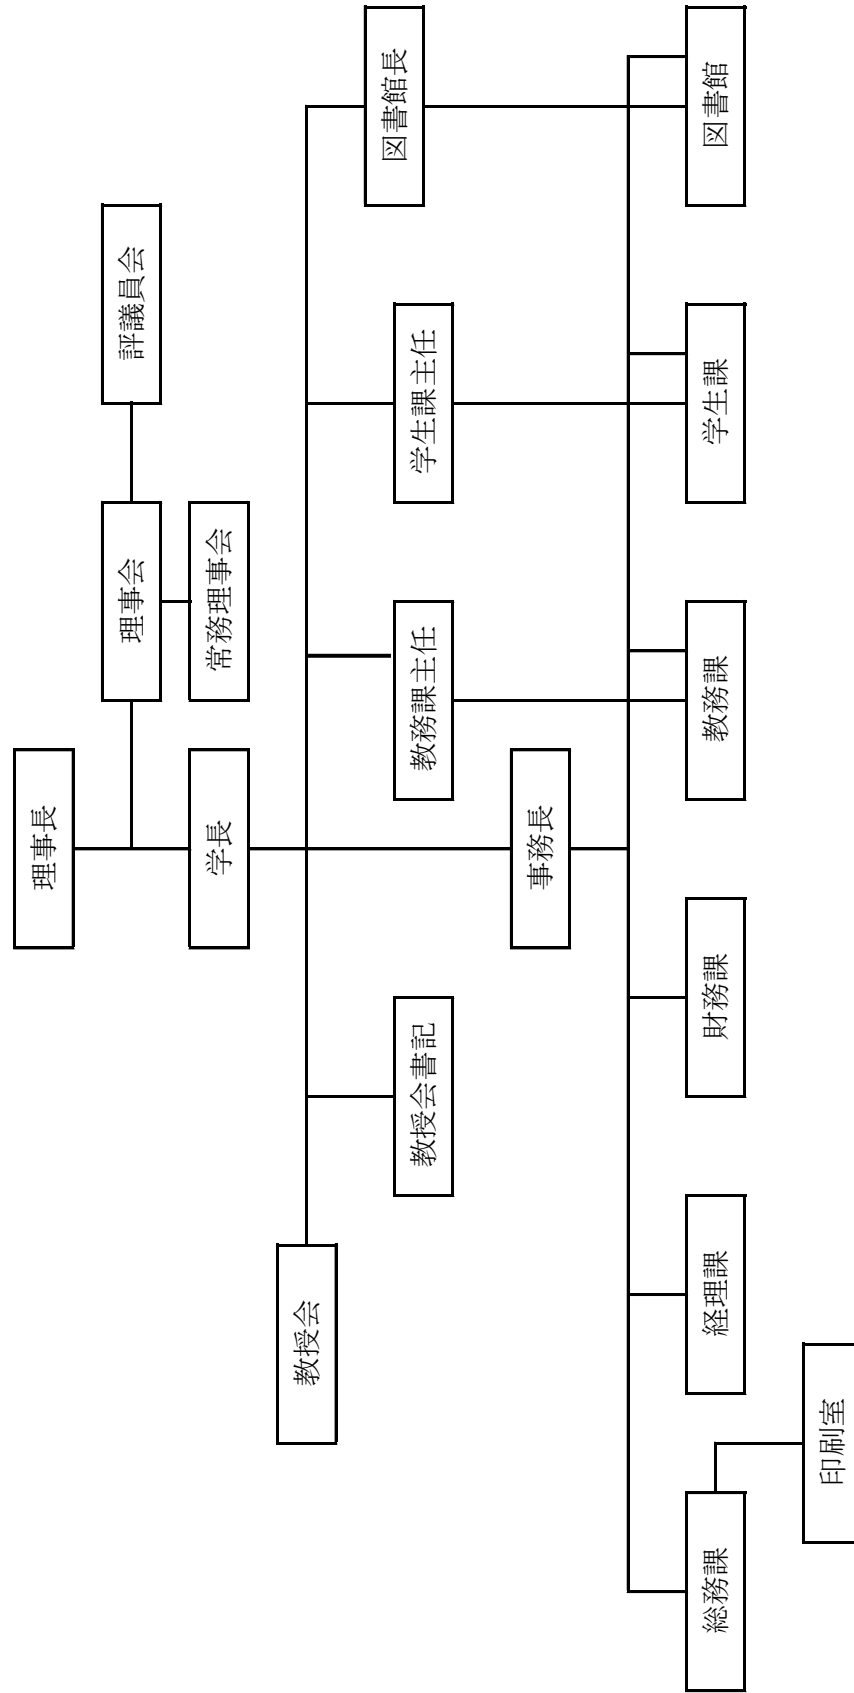 理事長
理事会
評議員会
学長
常務理事会
教授会
教授会書記
教務課主任
学生課主任
図書館長
事務長
総務課
経理課
財務課
教務課
学生課
図書館
印刷室